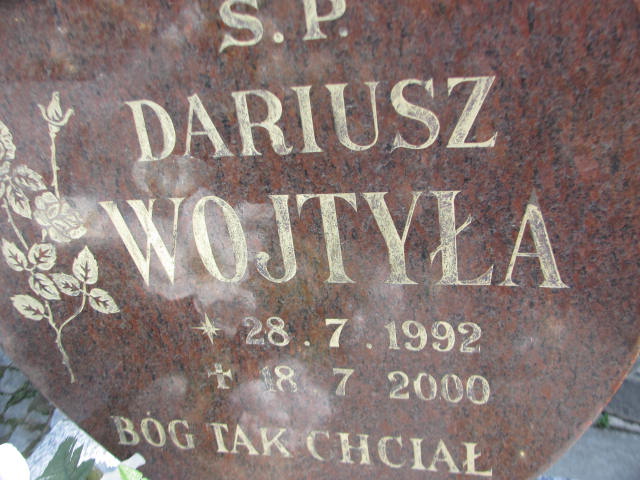 S.P.
DARIUSZ
WOJTYŁA
* 28.7.1992
✝ 18 7 2000
BÓG TAK CHCIAŁ